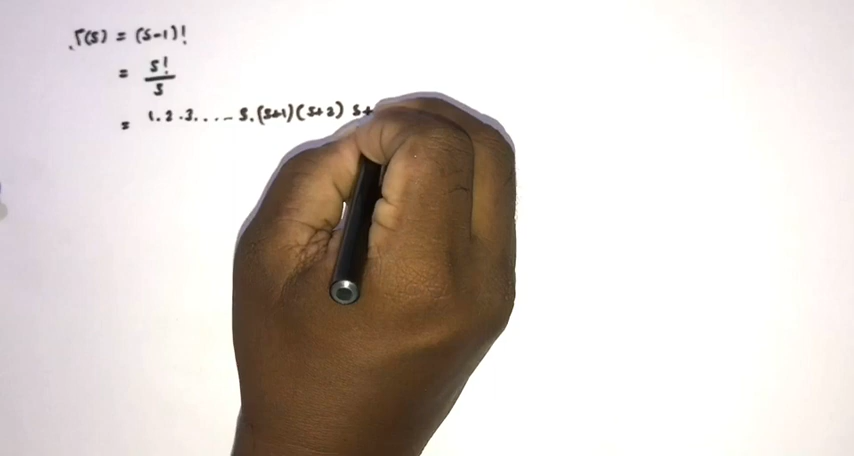 Γ(s) = (s-1)!
= s!/s
= 1.2.3.... s.(s+1)(s+2) s+